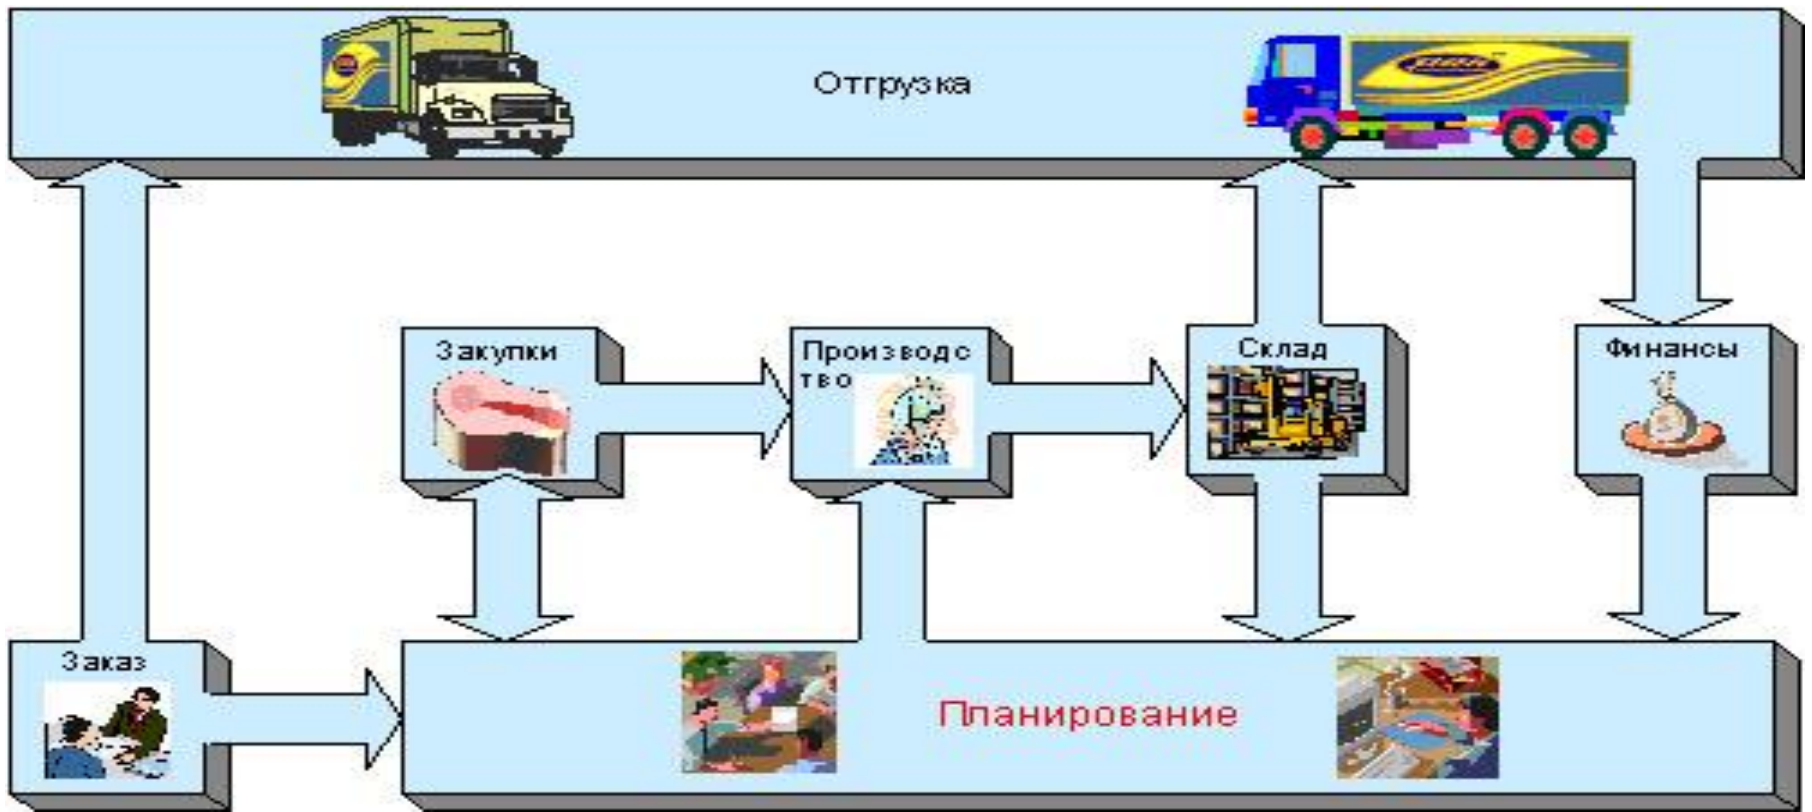 Отгрузка
Закупки
Производс
тво
Склад
Финансы
Заказ
Планирование